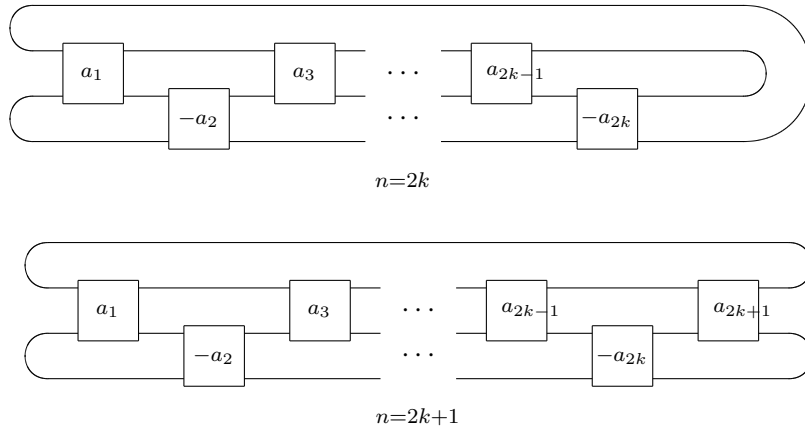 a₁ a₃ ··· a₂ₖ₋₁
−a₂ ··· −a₂ₖ
n=2k
a₁ a₃ ··· a₂ₖ₋₁ a₂ₖ₊₁
−a₂ ··· −a₂ₖ
n=2k+1